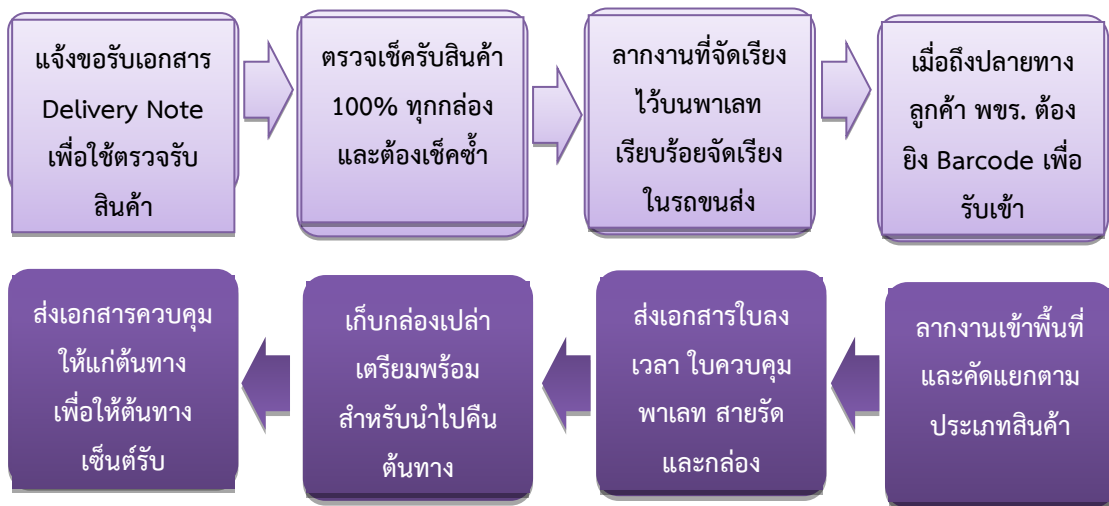 แจ้งขอรับเอกสาร
Delivery Note
เพื่อใช้ตรวจรับ
สินค้า
ตรวจเช็ครับสินค้า
100% ทุกกล่อง
และต้องเช็คซ้ำ
ลากงานที่จัดเรียง
ไว้บนพาเลท
เรียบร้อยจัดเรียง
ในรถขนส่ง
เมื่อถึงปลายทาง
ลูกค้า พขร. ต้อง
ยิง Barcode เพื่อ
รับเข้า
ลากงานเข้าพื้นที่
และคัดแยกตาม
ประเภทสินค้า
ส่งเอกสารใบลง
เวลา ใบควบคุม
พาเลท สายรัด
และกล่อง
เก็บกล่องเปล่า
เตรียมพร้อม
สำหรับนำไปคืน
ต้นทาง
ส่งเอกสารควบคุม
ให้แก่ต้นทาง
เพื่อให้ต้นทาง
เซ็นต์รับ